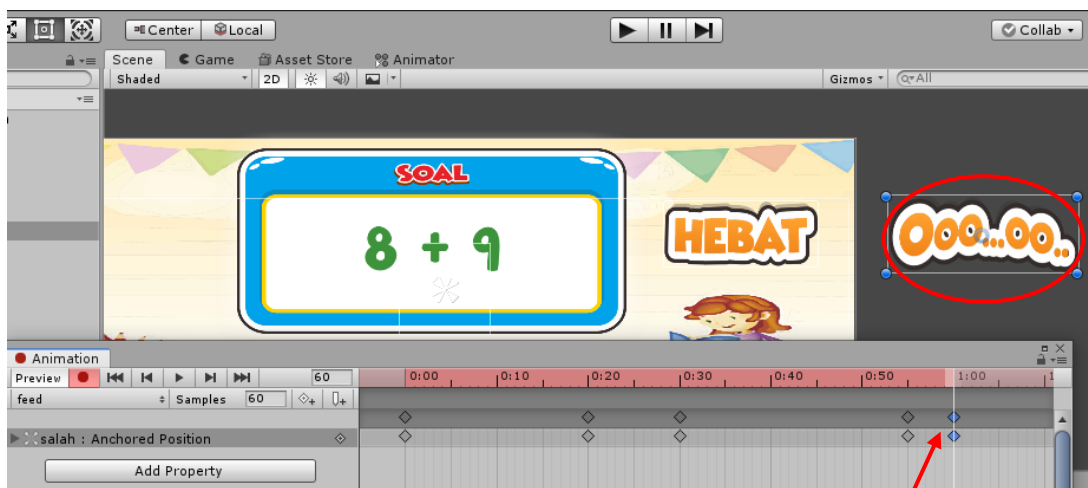 Center Local Collab
Scene Game Asset Store Animator
Shaded 2D Gizmos All
SOAL
8 + 9
HEBAT
Ooo...oo..
Animation
Preview 60 0:00 0:10 0:20 0:30 0:40 0:50 1:00
feed Samples 60
salah : Anchored Position
Add Property